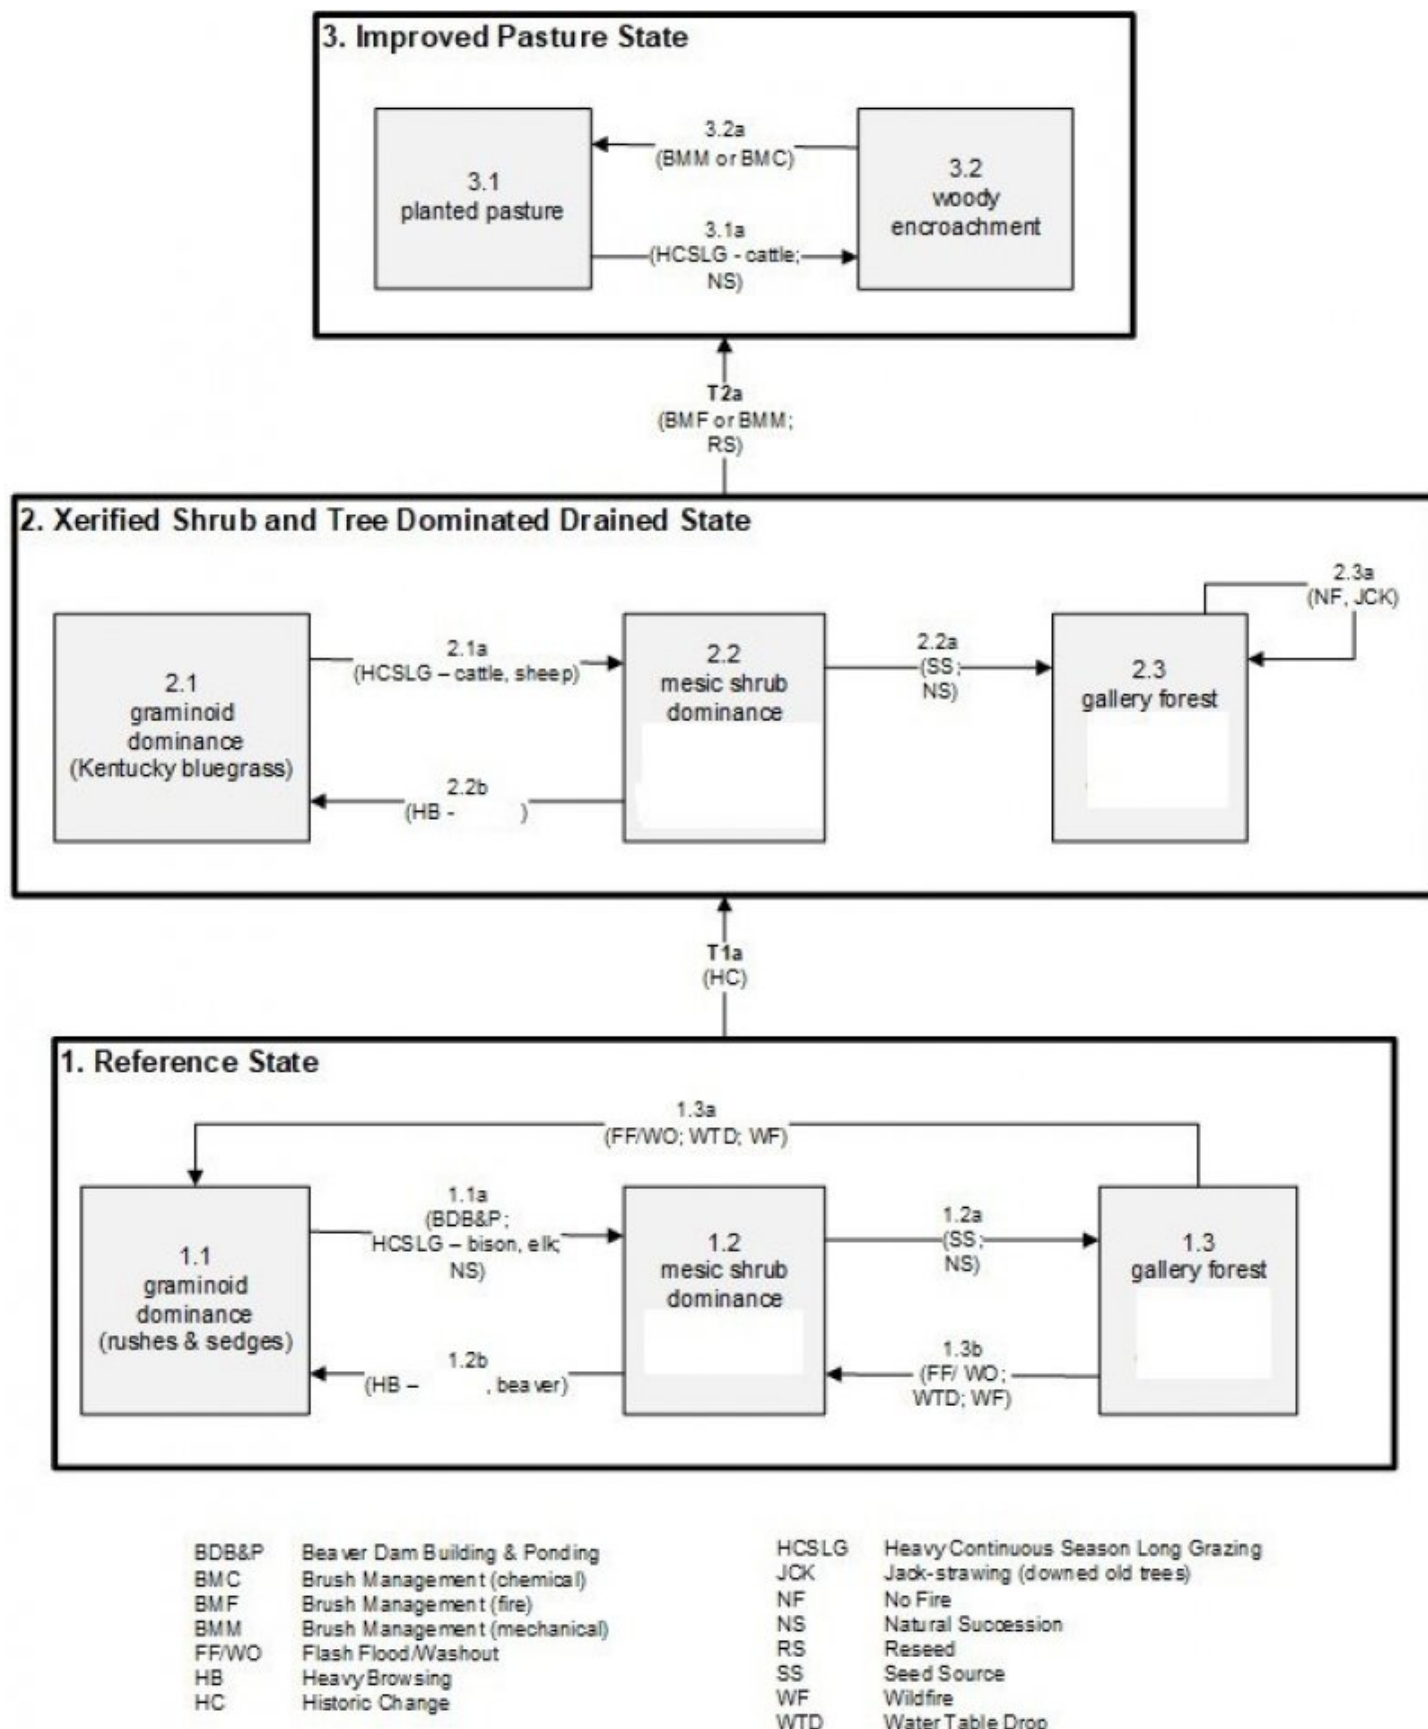 3. Improved Pasture State
3.2a
(BMM or BMC)
3.1
planted pasture
3.2
woody
encroachment
3.1a
(HCSLG - cattle;
NS)
T2a
(BMF or BMM;
RS)
2. Xerified Shrub and Tree Dominated Drained State
2.3a
(NF, JCK)
2.1a
(HCSLG – cattle, sheep)
2.1
graminoid
dominance
(Kentucky bluegrass)
2.2
mesic shrub
dominance
2.2a
(SS;
NS)
2.3
gallery forest
2.2b
(HB - )
T1a
(HC)
1. Reference State
1.3a
(FF/WO; WTD; WF)
1.1a
(BDB&P;
HCSLG – bison, elk;
NS)
1.1
graminoid
dominance
(rushes & sedges)
1.2
mesic shrub
dominance
1.2a
(SS;
NS)
1.3
gallery forest
1.2b
(HB – , beaver)
1.3b
(FF/ WO;
WTD; WF)
BDB&P Beaver Dam Building & Ponding
BMC Brush Management (chemical)
BMF Brush Management (fire)
BMM Brush Management (mechanical)
FF/WO Flash Flood/Washout
HB Heavy Browsing
HC Historic Change
HCSLG Heavy Continuous Season Long Grazing
JCK Jack-strawing (downed old trees)
NF No Fire
NS Natural Succession
RS Reseed
SS Seed Source
WF Wildfire
WTD Water Table Drop